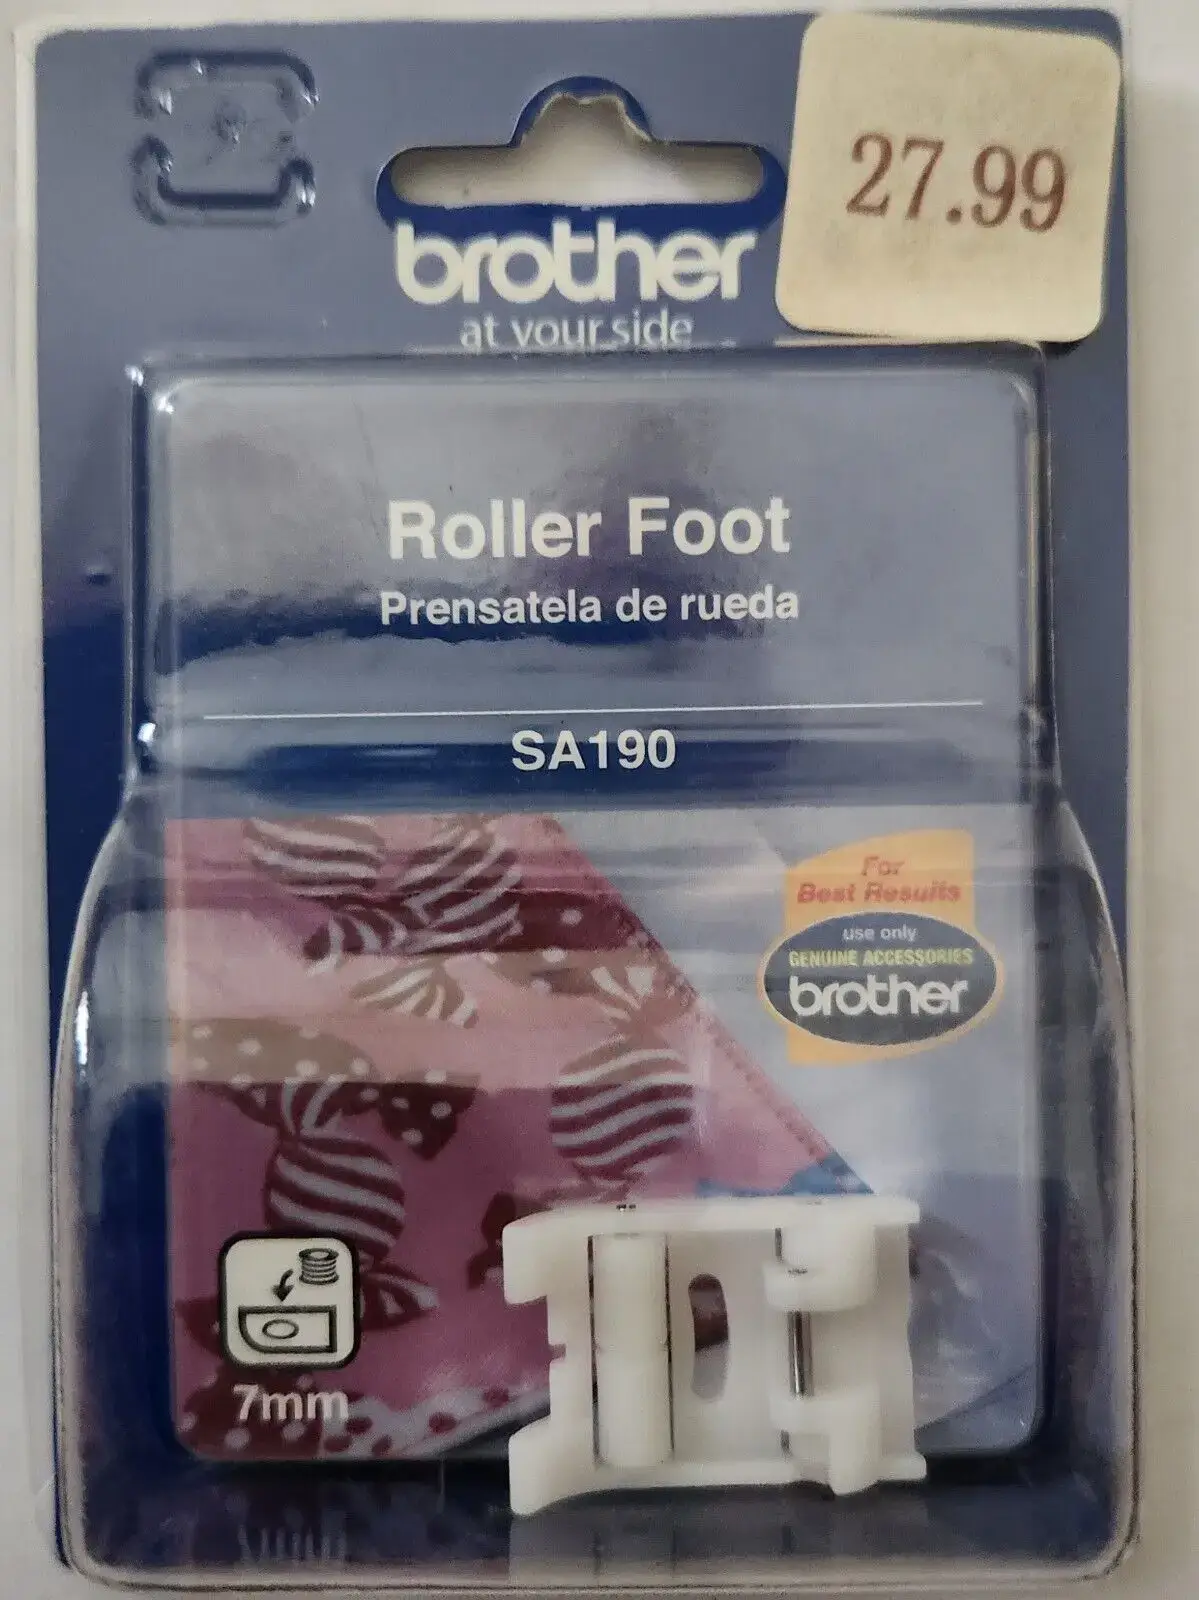 27.99
brother
at your side
Roller Foot
Prensatela de rueda
SA190
For
Best Results
use only
GENUINE ACCESSORIES
brother
7mm